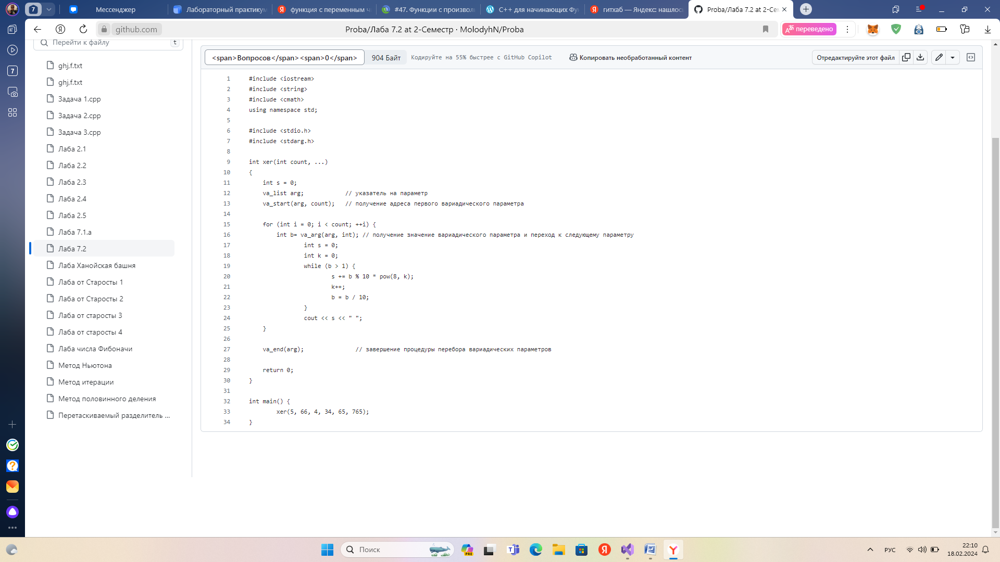 7
Мессенджер
Лабораторный практикум
функция с переменным ч
#47. Функции с произвол
С++ для начинающих Фу
гитхаб — Яндекс: нашлос
Proba/Лаба 7.2 at 2-Се
github.com
Proba/Лаба 7.2 at 2-Семестр · MolodyhN/Proba
переведено
7
Перейти к файлу
t
ghj,f.txt
ghj,f.txt
Задача 1.cpp
Задача 2.cpp
Задача 3.cpp
Лаба 2.1
Лаба 2.2
Лаба 2.3
Лаба 2.4
Лаба 2.5
Лаба 7.1.a
Лаба 7.2
Лаба Ханойская башня
Лаба от Старосты 1
Лаба от Старосты 2
Лаба от старосты 3
Лаба от старосты 4
Лаба числа Фибоначи
Метод Ньютона
Метод итерации
Метод половинного деления
Перетаскиваемый разделитель ...
<span>Вопросов</span><span>0</span>
904 Байт
Кодируйте на 55% быстрее с GitHub Copilot
Копировать необработанный контент
Отредактируйте этот файл
1 #include <iostream>
2 #include <string>
3 #include <cmath>
4 using namespace std;
5
6 #include <stdio.h>
7 #include <stdarg.h>
8
9 int xer(int count, ...)
10 {
11 int s = 0;
12 va_list arg; // указатель на параметр
13 va_start(arg, count); // получение адреса первого вариадического параметра
14
15 for (int i = 0; i < count; ++i) {
16 int b= va_arg(arg, int); // получение значение вариадического параметра и переход к следующему параметру
17 int s = 0;
18 int k = 0;
19 while (b > 1) {
20 s += b % 10 * pow(8, k);
21 k++;
22 b = b / 10;
23 }
24 cout << s << " ";
25 }
26
27 va_end(arg); // завершение процедуры перебора вариадических параметров
28
29 return 0;
30 }
31
32 int main() {
33 xer(5, 66, 4, 34, 65, 765);
34 }
Поиск
PRE
РУС
22:10
18.02.2024